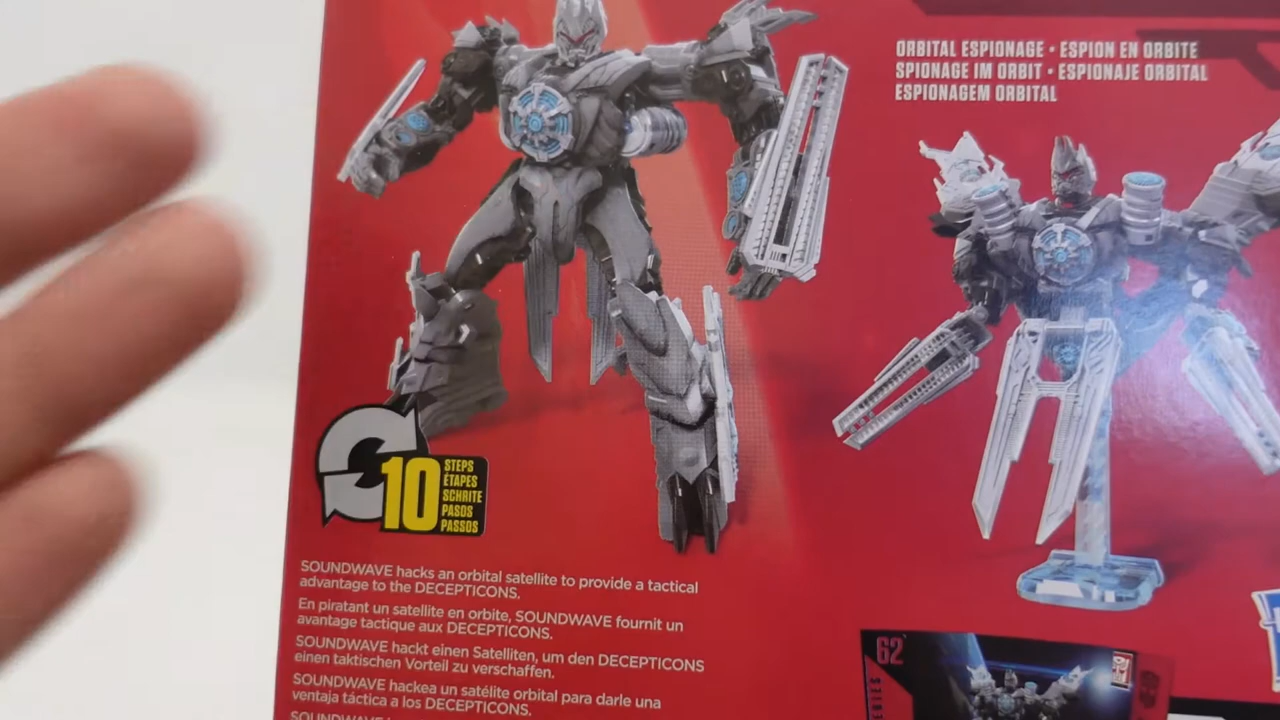 ORBITAL ESPIONAGE • ESPION EN ORBITE
SPIONAGE IM ORBIT • ESPIONAJE ORBITAL
ESPIONAGEM ORBITAL
10
STEPS
ÉTAPES
SCHRITE
PASOS
PASSOS
SOUNDWAVE hacks an orbital satellite to provide a tactical
advantage to the DECEPTICONS.
En piratant un satellite en orbite, SOUNDWAVE fournit un
avantage tactique aux DECEPTICONS.
SOUNDWAVE hackt einen Satelliten, um den DECEPTICONS
einen taktischen Vorteil zu verschaffen.
SOUNDWAVE hackea un satélite orbital para darle una
ventaja táctica a los DECEPTICONS.
SOUNDWAVE
62